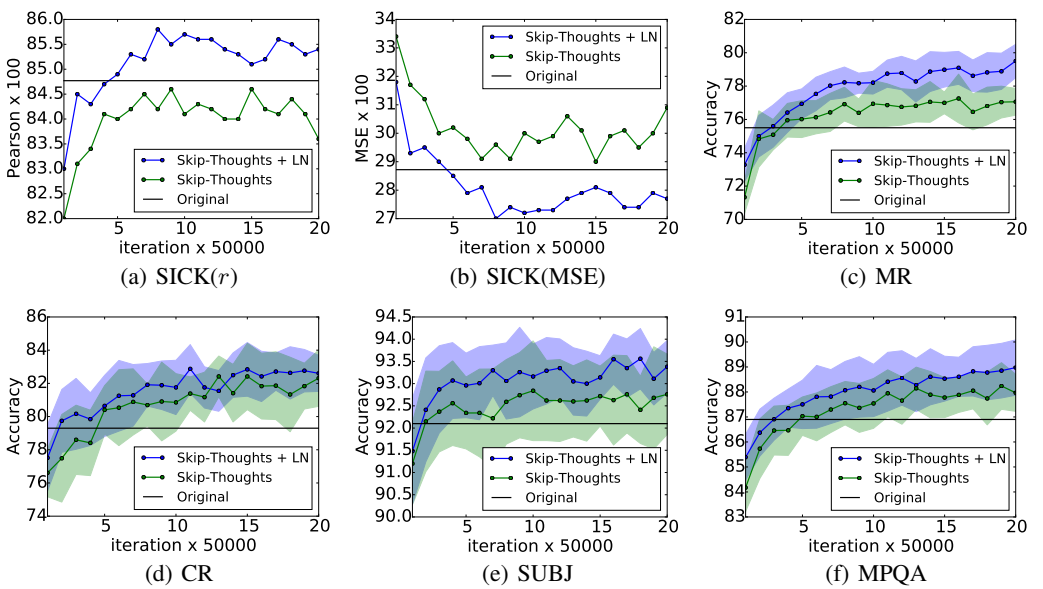 86.0
85.5
85.0
84.5
84.0
83.5
83.0
82.5
82.0
Pearson x 100
Skip-Thoughts + LN
Skip-Thoughts
Original
5 10 15 20
iteration x 50000
(a) SICK(r)
34
33
32
31
30
29
28
27
MSE x 100
Skip-Thoughts + LN
Skip-Thoughts
Original
5 10 15 20
iteration x 50000
(b) SICK(MSE)
82
80
78
76
74
72
70
Accuracy
Skip-Thoughts + LN
Skip-Thoughts
Original
5 10 15 20
iteration x 50000
(c) MR
86
84
82
80
78
76
74
Accuracy
Skip-Thoughts + LN
Skip-Thoughts
Original
5 10 15 20
iteration x 50000
(d) CR
94.5
94.0
93.5
93.0
92.5
92.0
91.5
91.0
90.5
90.0
Accuracy
Skip-Thoughts + LN
Skip-Thoughts
Original
5 10 15 20
iteration x 50000
(e) SUBJ
91
90
89
88
87
86
85
84
83
Accuracy
Skip-Thoughts + LN
Skip-Thoughts
Original
5 10 15 20
iteration x 50000
(f) MPQA